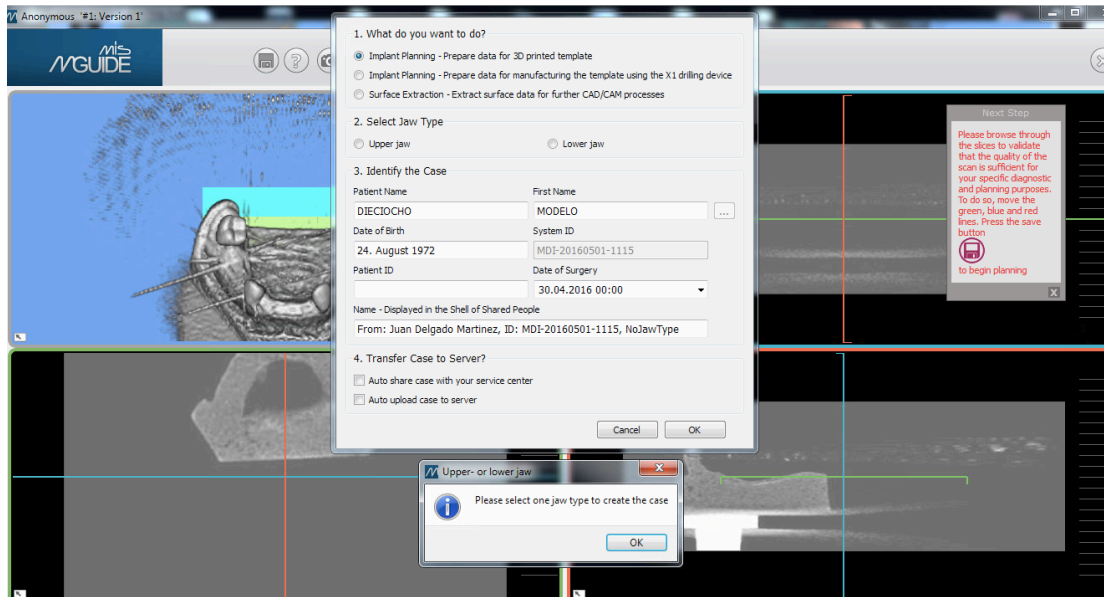 Anonymous '#1: Version 1'
MIS
MGUIDE
1. What do you want to do?
Implant Planning - Prepare data for 3D printed template
Implant Planning - Prepare data for manufacturing the template using the X1 drilling device
Surface Extraction - Extract surface data for further CAD/CAM processes
2. Select Jaw Type
Upper jaw
Lower jaw
3. Identify the Case
Patient Name
First Name
DIECIOCHO
MODELO
...
Date of Birth
System ID
24. August 1972
MDI-20160501-1115
Patient ID
Date of Surgery
30.04.2016 00:00
Name - Displayed in the Shell of Shared People
From: Juan Delgado Martinez, ID: MDI-20160501-1115, NoJawType
4. Transfer Case to Server?
Auto share case with your service center
Auto upload case to server
Cancel
OK
Next Step
Please browse through
the slices to validate
that the quality of the
scan is sufficient for
your specific diagnostic
and planning purposes.
To do so, move the
green, blue and red
lines. Press the save
button
to begin planning
X
Upper- or lower jaw
Please select one jaw type to create the case
OK